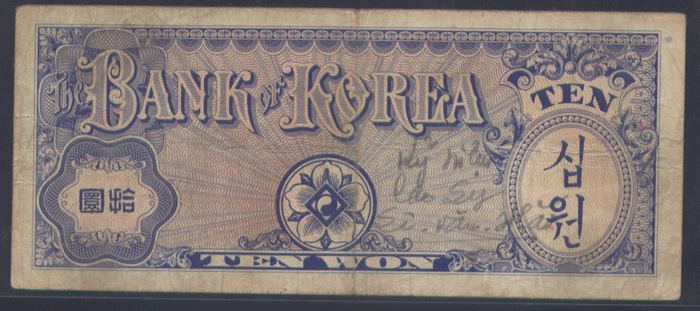 The BANK OF KOREA
TEN
圓拾
십원
TEN WON